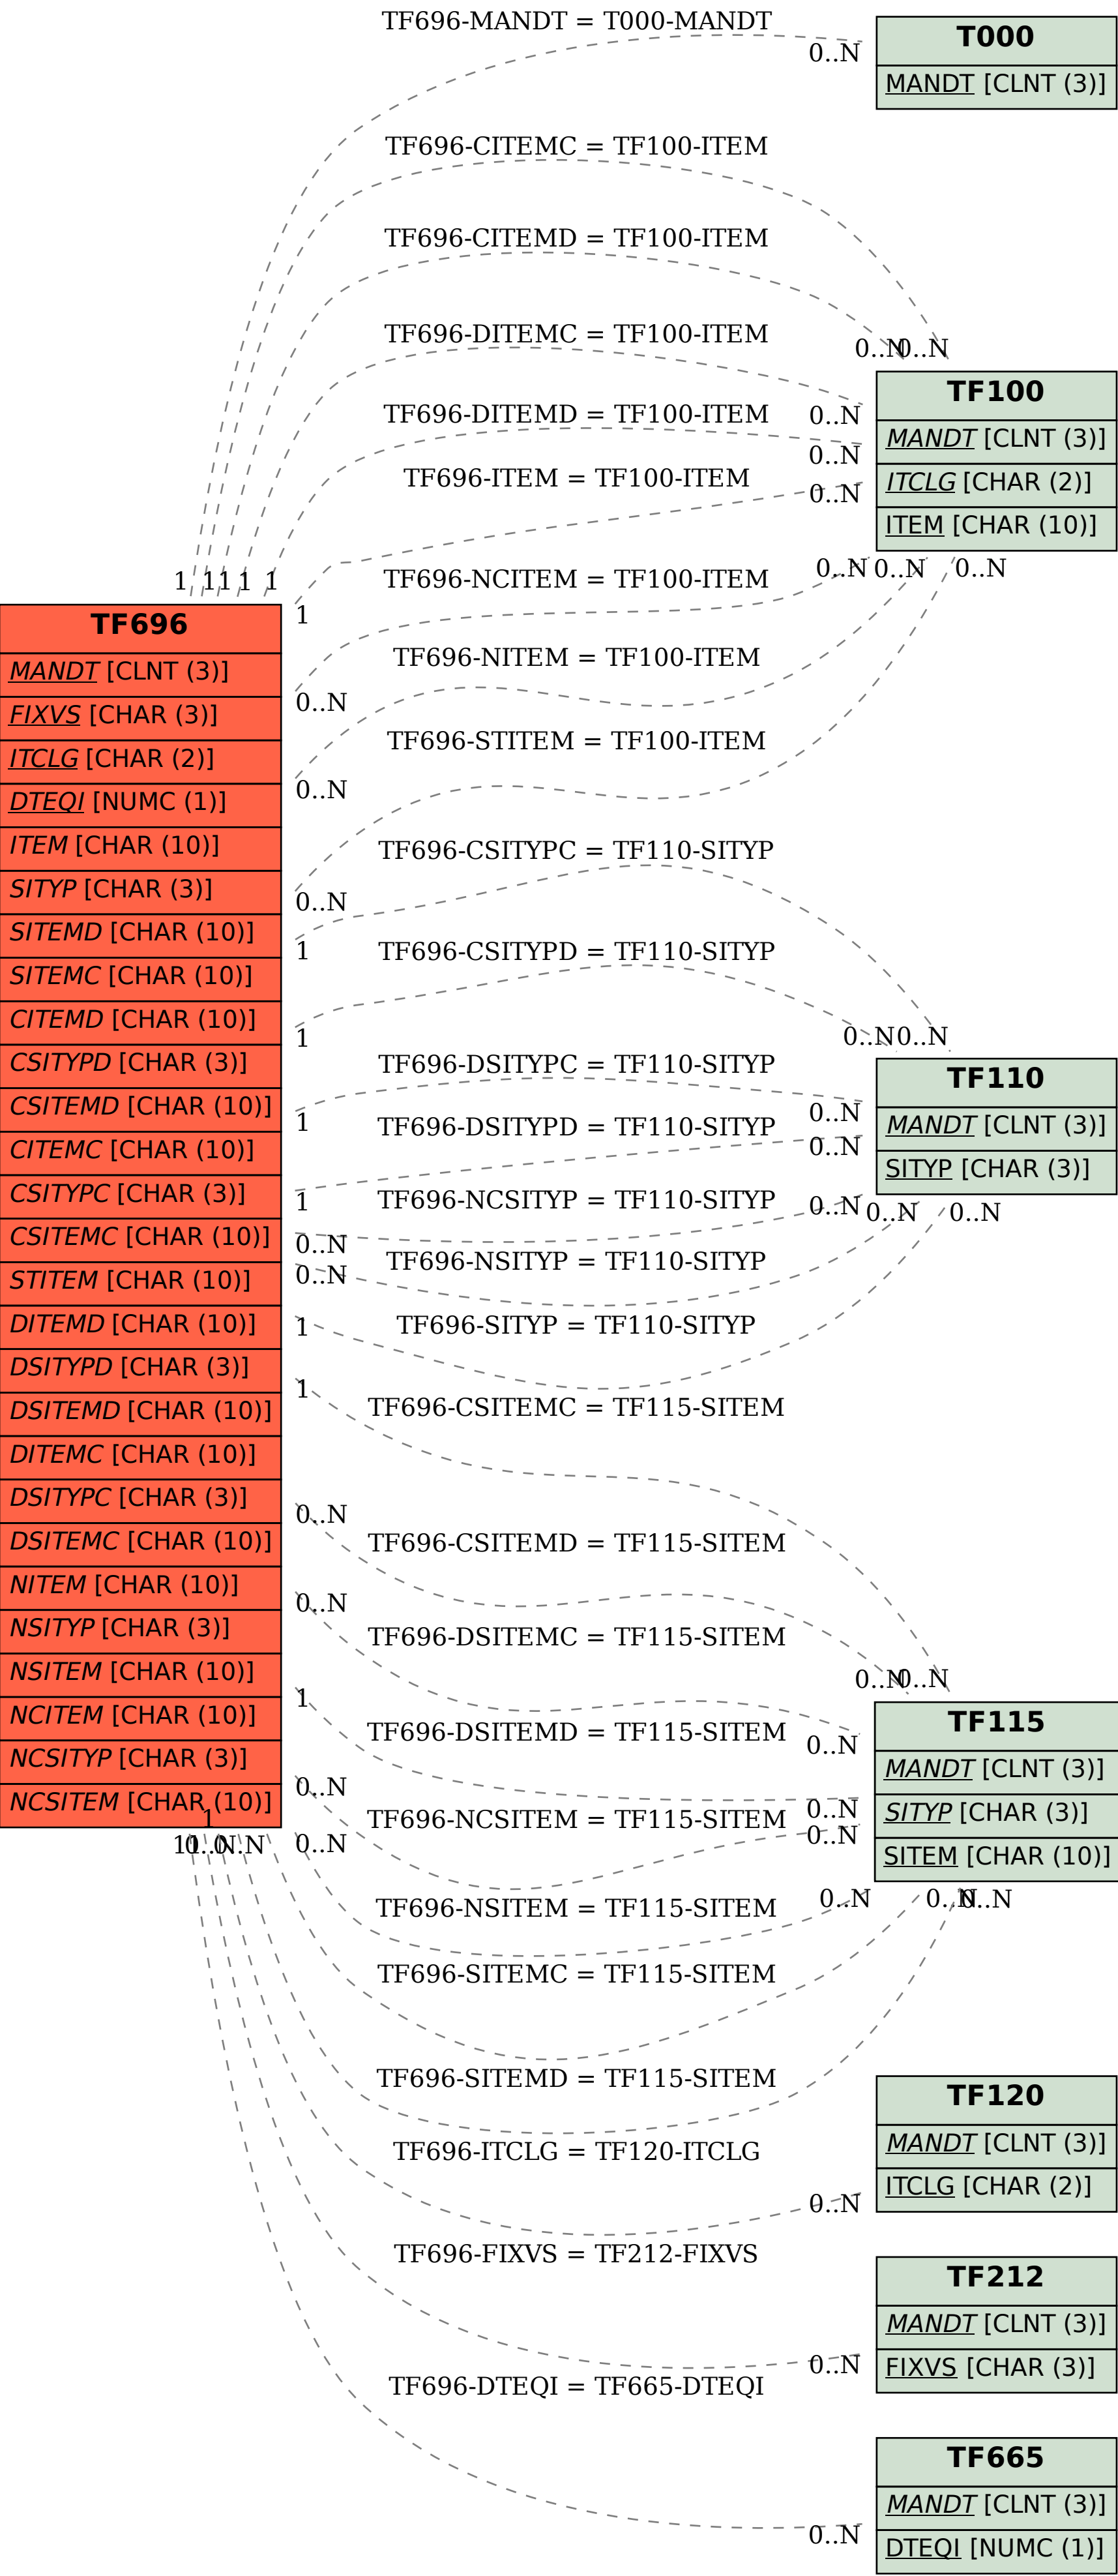 TF696-MANDT = T000-MANDT
0..N
T000
MANDT [CLNT (3)]
TF696-CITEMC = TF100-ITEM
TF696-CITEMD = TF100-ITEM
TF696-DITEMC = TF100-ITEM
0..N
0..N
TF100
MANDT [CLNT (3)]
ITCLG [CHAR (2)]
ITEM [CHAR (10)]
0..N
TF696-DITEMD = TF100-ITEM
0..N
TF696-ITEM = TF100-ITEM
0..N
TF696-NCITEM = TF100-ITEM
0..N
0..N
0..N
1
1
1
1
1
1
TF696
MANDT [CLNT (3)]
FIXVS [CHAR (3)]
ITCLG [CHAR (2)]
DTEQI [NUMC (1)]
ITEM [CHAR (10)]
SITYP [CHAR (3)]
SITEMD [CHAR (10)]
SITEMC [CHAR (10)]
CITEMD [CHAR (10)]
CSITYPD [CHAR (3)]
CSITEMD [CHAR (10)]
CITEMC [CHAR (10)]
CSITYPC [CHAR (3)]
CSITEMC [CHAR (10)]
STITEM [CHAR (10)]
DITEMD [CHAR (10)]
DSITYPD [CHAR (3)]
DSITEMD [CHAR (10)]
DITEMC [CHAR (10)]
DSITYPC [CHAR (3)]
DSITEMC [CHAR (10)]
NITEM [CHAR (10)]
NSITYP [CHAR (3)]
NSITEM [CHAR (10)]
NCITEM [CHAR (10)]
NCSITYP [CHAR (3)]
NCSITEM [CHAR (10)]
0..N
TF696-NITEM = TF100-ITEM
0..N
TF696-STITEM = TF100-ITEM
0..N
TF696-CSITYPC = TF110-SITYP
1
TF696-CSITYPD = TF110-SITYP
1
0..N
0..N
TF110
MANDT [CLNT (3)]
SITYP [CHAR (3)]
TF696-DSITYPC = TF110-SITYP
0..N
1
TF696-DSITYPD = TF110-SITYP
0..N
1
TF696-NCSITYP = TF110-SITYP
0..N
0..N
0..N
0..N
TF696-NSITYP = TF110-SITYP
0..N
TF696-SITYP = TF110-SITYP
1
1
TF696-CSITEMC = TF115-SITEM
0..N
TF696-CSITEMD = TF115-SITEM
0..N
TF696-DSITEMC = TF115-SITEM
0..N
0..N
1
TF115
MANDT [CLNT (3)]
SITYP [CHAR (3)]
SITEM [CHAR (10)]
TF696-DSITEMD = TF115-SITEM
0..N
0..N
0..N
TF696-NCSITEM = TF115-SITEM
0..N
1
1
0..N
TF696-NSITEM = TF115-SITEM
0..N
0..N
0..N
TF696-SITEMC = TF115-SITEM
TF696-SITEMD = TF115-SITEM
TF120
MANDT [CLNT (3)]
ITCLG [CHAR (2)]
TF696-ITCLG = TF120-ITCLG
0..N
TF696-FIXVS = TF212-FIXVS
TF212
MANDT [CLNT (3)]
FIXVS [CHAR (3)]
0..N
TF696-DTEQI = TF665-DTEQI
TF665
MANDT [CLNT (3)]
DTEQI [NUMC (1)]
0..N